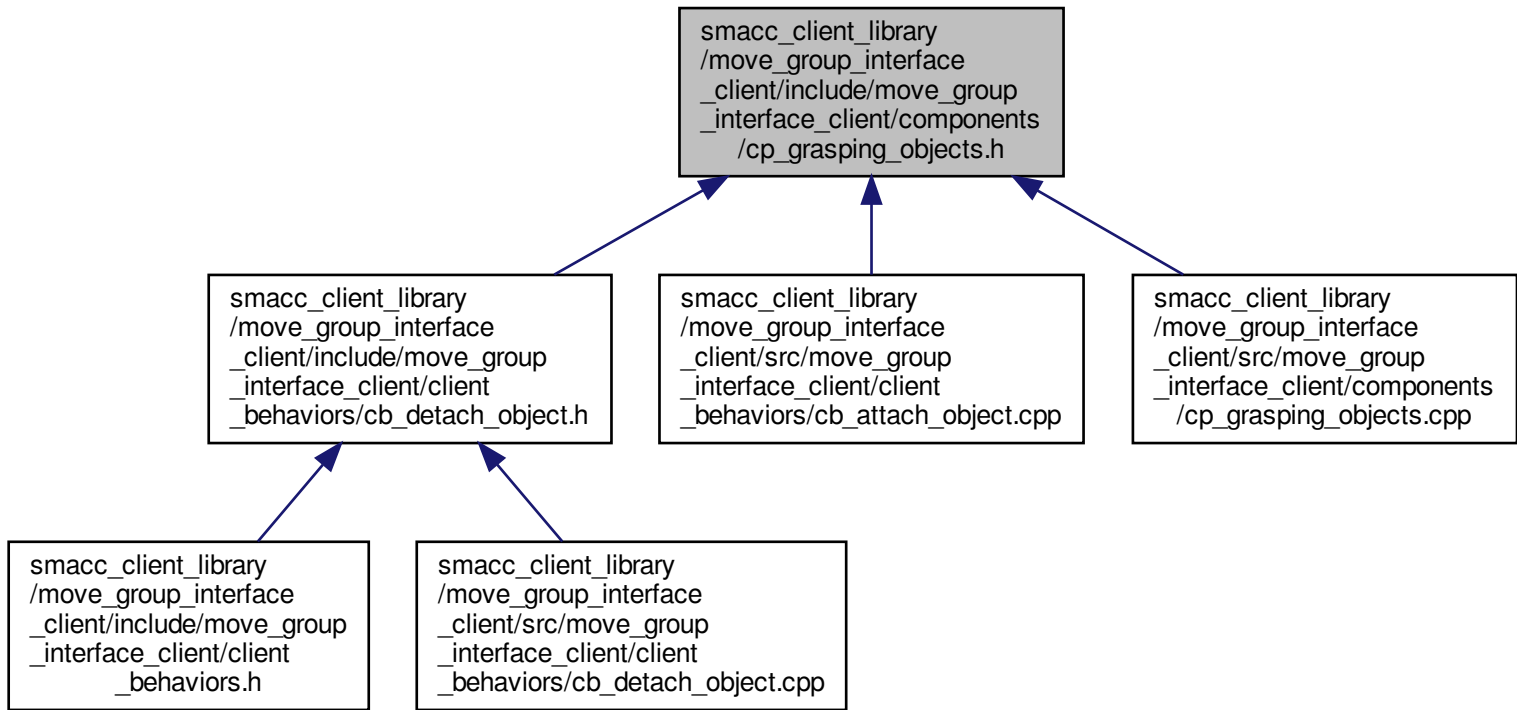 smacc_client_library
/move_group_interface
_client/include/move_group
_interface_client/components
/cp_grasping_objects.h
smacc_client_library
/move_group_interface
_client/include/move_group
_interface_client/client
_behaviors/cb_detach_object.h
smacc_client_library
/move_group_interface
_client/src/move_group
_interface_client/client
_behaviors/cb_attach_object.cpp
smacc_client_library
/move_group_interface
_client/src/move_group
_interface_client/components
/cp_grasping_objects.cpp
smacc_client_library
/move_group_interface
_client/include/move_group
_interface_client/client
_behaviors.h
smacc_client_library
/move_group_interface
_client/src/move_group
_interface_client/client
_behaviors/cb_detach_object.cpp